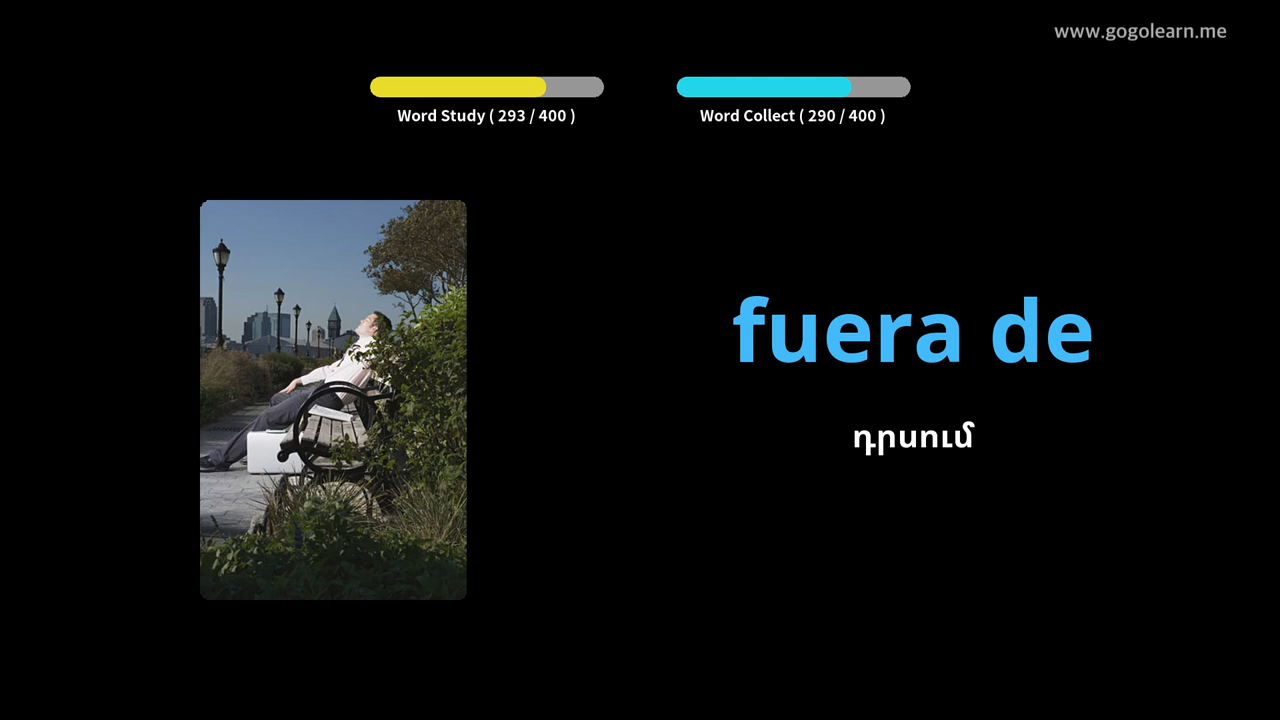 www.gogolearn.me
Word Study ( 293 / 400 )
Word Collect ( 290 / 400 )
fuera de
դրսում